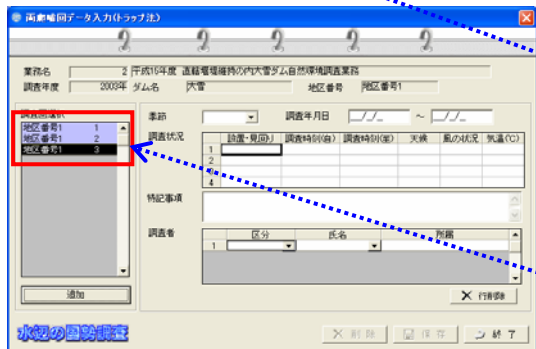 両爬哺調査データ入力(トラップ法)
業務名 2 平成15年度 直轄堰堤維持の内大雪ダム自然環境調査業務
調査年度 2003年 ダム名 大雪 地区番号 地区番号1
調査回選択
地区番号1 1
地区番号1 2
地区番号1 3
追加
季節 調査年月日 _/_/_ ~ _/_/_
調査状況 設置・見回り 調査時刻(自) 調査時刻(至) 天候 風の状況 気温(℃)
1
2
3
4
特記事項
調査者 区分 氏名 所属
1
行削除
水辺の国勢調査 削除 保存 終了